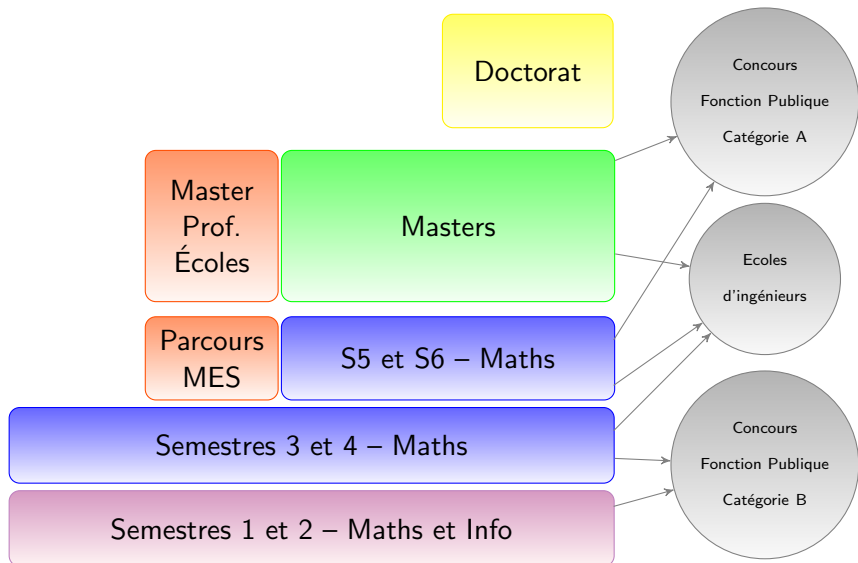 Doctorat
Concours
Fonction Publique
Catégorie A
Master
Prof.
Écoles
Masters
Ecoles
d'ingénieurs
Parcours
MES
S5 et S6 – Maths
Semestres 3 et 4 – Maths
Concours
Fonction Publique
Catégorie B
Semestres 1 et 2 – Maths et Info